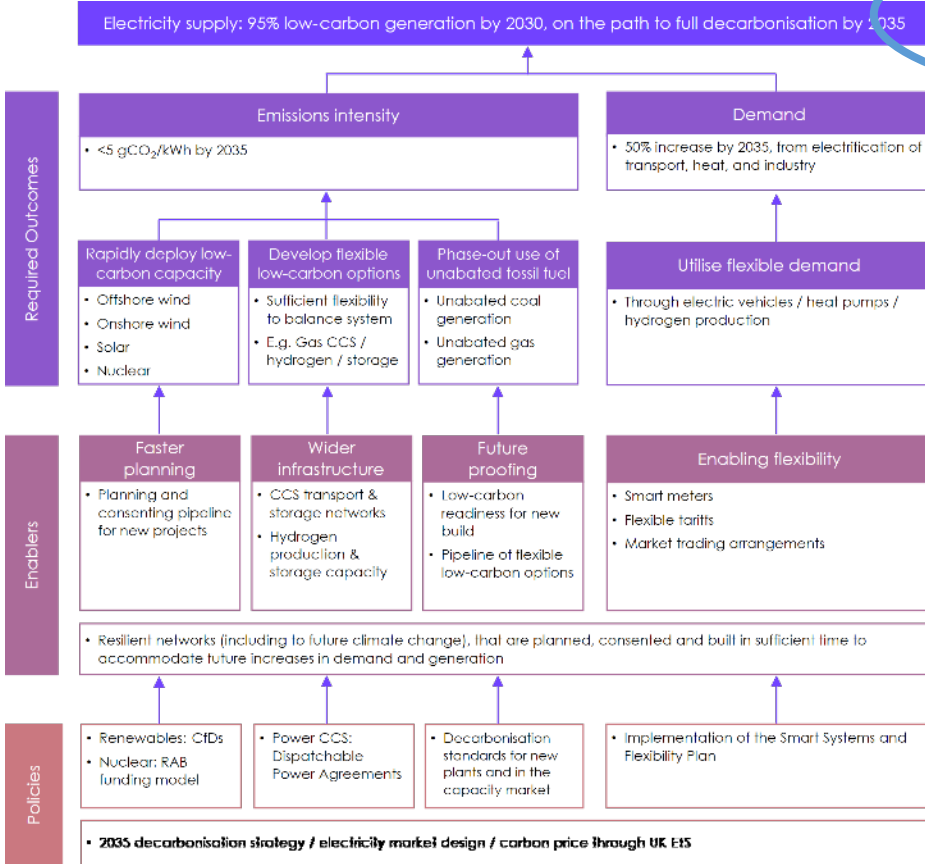 Electricity supply: 95% low-carbon generation by 2030, on the path to full decarbonisation by 2035
Required Outcomes
Emissions intensity
• <5 gCO₂/kWh by 2035
Demand
• 50% increase by 2035, from electrification of
transport, heat, and industry
Rapidly deploy low-
carbon capacity
• Offshore wind
• Onshore wind
• Solar
• Nuclear
Develop flexible
low-carbon options
• Sufficient flexibility
to balance system
• E.g. Gas CCS /
hydrogen / storage
Phase-out use of
unabated fossil fuel
• Unabated coal
generation
• Unabated gas
generation
Utilise flexible demand
• Through electric vehicles / heat pumps /
hydrogen production
Enablers
Faster
planning
• Planning and
consenting pipeline
for new projects
Wider
infrastructure
• CCS transport &
storage networks
• Hydrogen
production &
storage capacity
Future
proofing
• Low-carbon
readiness for new
build
• Pipeline of flexible
low-carbon options
Enabling flexibility
• Smart meters
• Flexible tariffs
• Market trading arrangements
• Resilient networks (including to future climate change), that are planned, consented and built in sufficient time to
accommodate future increases in demand and generation
Policies
• Renewables: CfDs
• Nuclear: RAB
funding model
• Power CCS:
Dispatchable
Power Agreements
• Decarbonisation
standards for new
plants and in the
capacity market
• Implementation of the Smart Systems and
Flexibility Plan
• 2035 decarbonisation strategy / electricity market design / carbon price through UK ETS